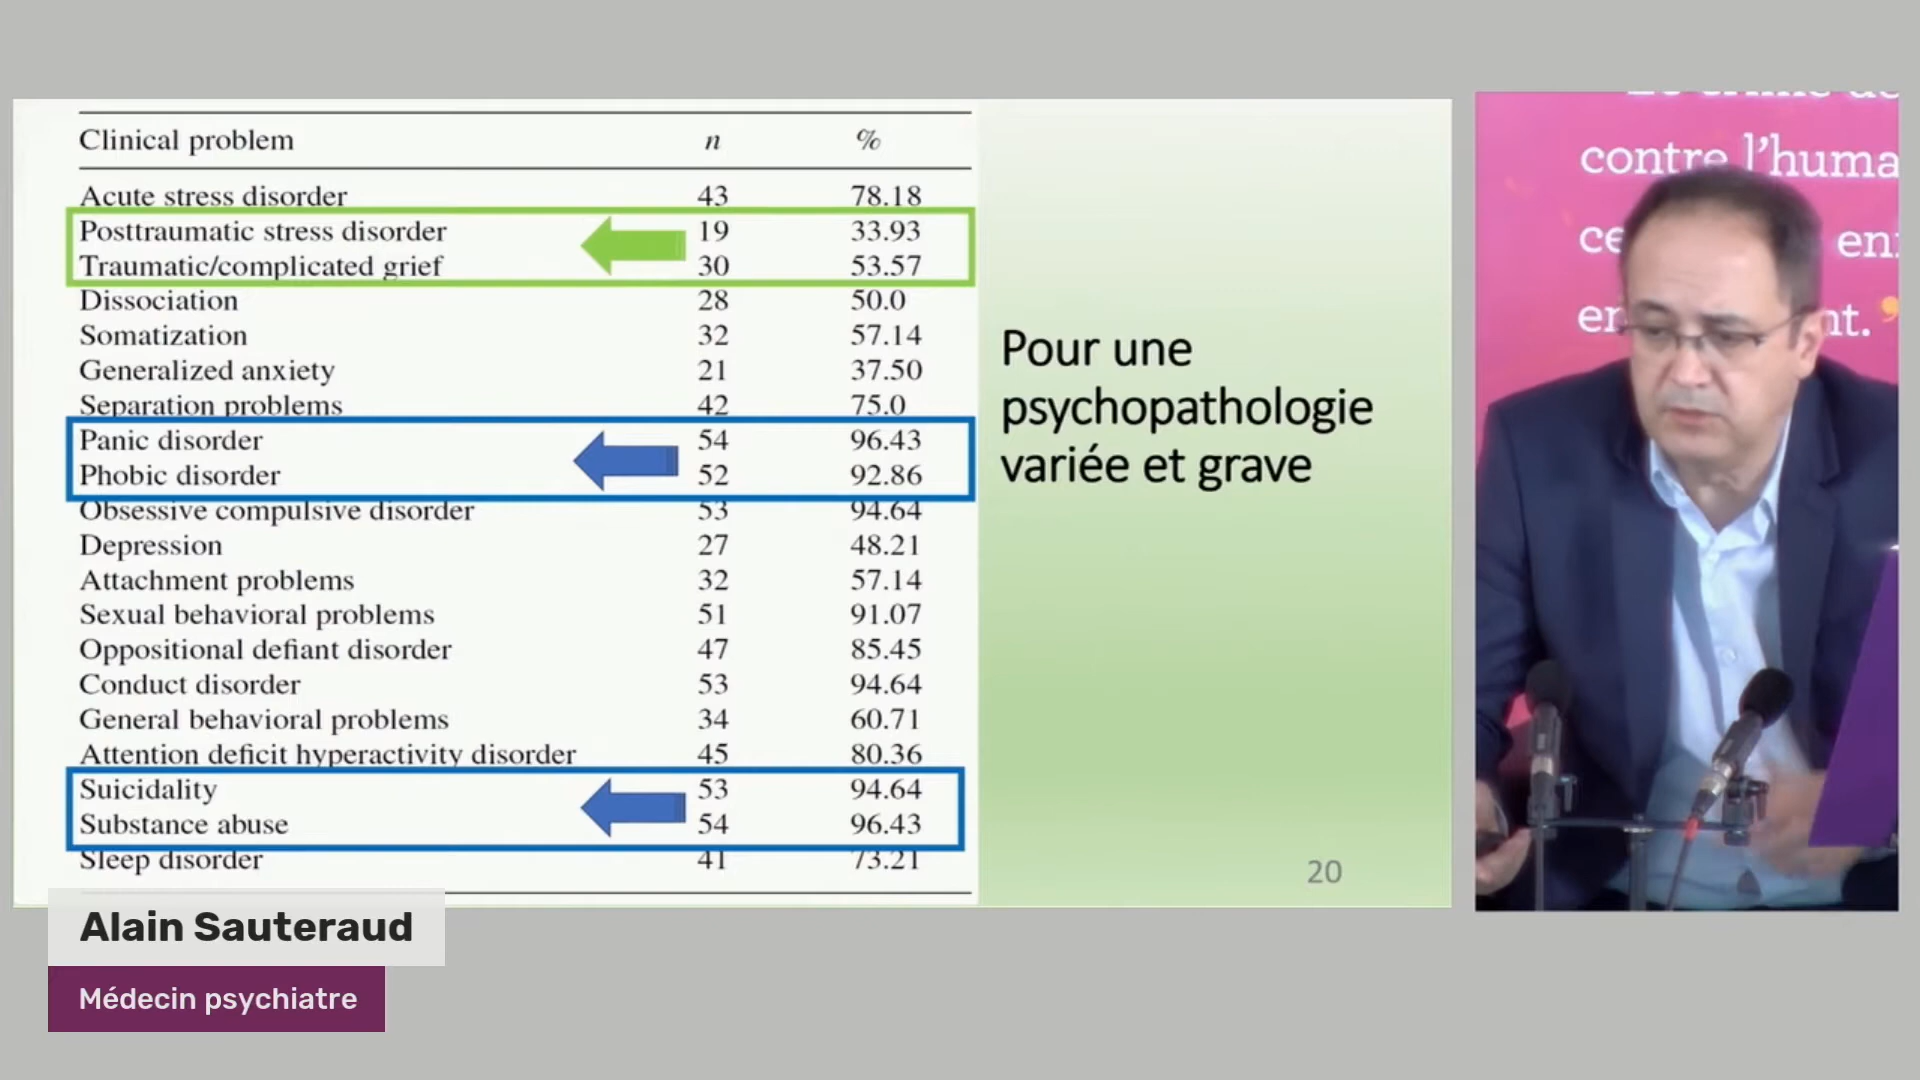 Clinical problem n %
Acute stress disorder 43 78.18
Posttraumatic stress disorder 19 33.93
Traumatic/complicated grief 30 53.57
Dissociation 28 50.0
Somatization 32 57.14
Generalized anxiety 21 37.50
Separation problems 42 75.0
Panic disorder 54 96.43
Phobic disorder 52 92.86
Obsessive compulsive disorder 53 94.64
Depression 27 48.21
Attachment problems 32 57.14
Sexual behavioral problems 51 91.07
Oppositional defiant disorder 47 85.45
Conduct disorder 53 94.64
General behavioral problems 34 60.71
Attention deficit hyperactivity disorder 45 80.36
Suicidality 53 94.64
Substance abuse 54 96.43
Sleep disorder 41 73.21
Pour une
psychopathologie
variée et grave
20
contre l’huma
Alain Sauteraud
Médecin psychiatre